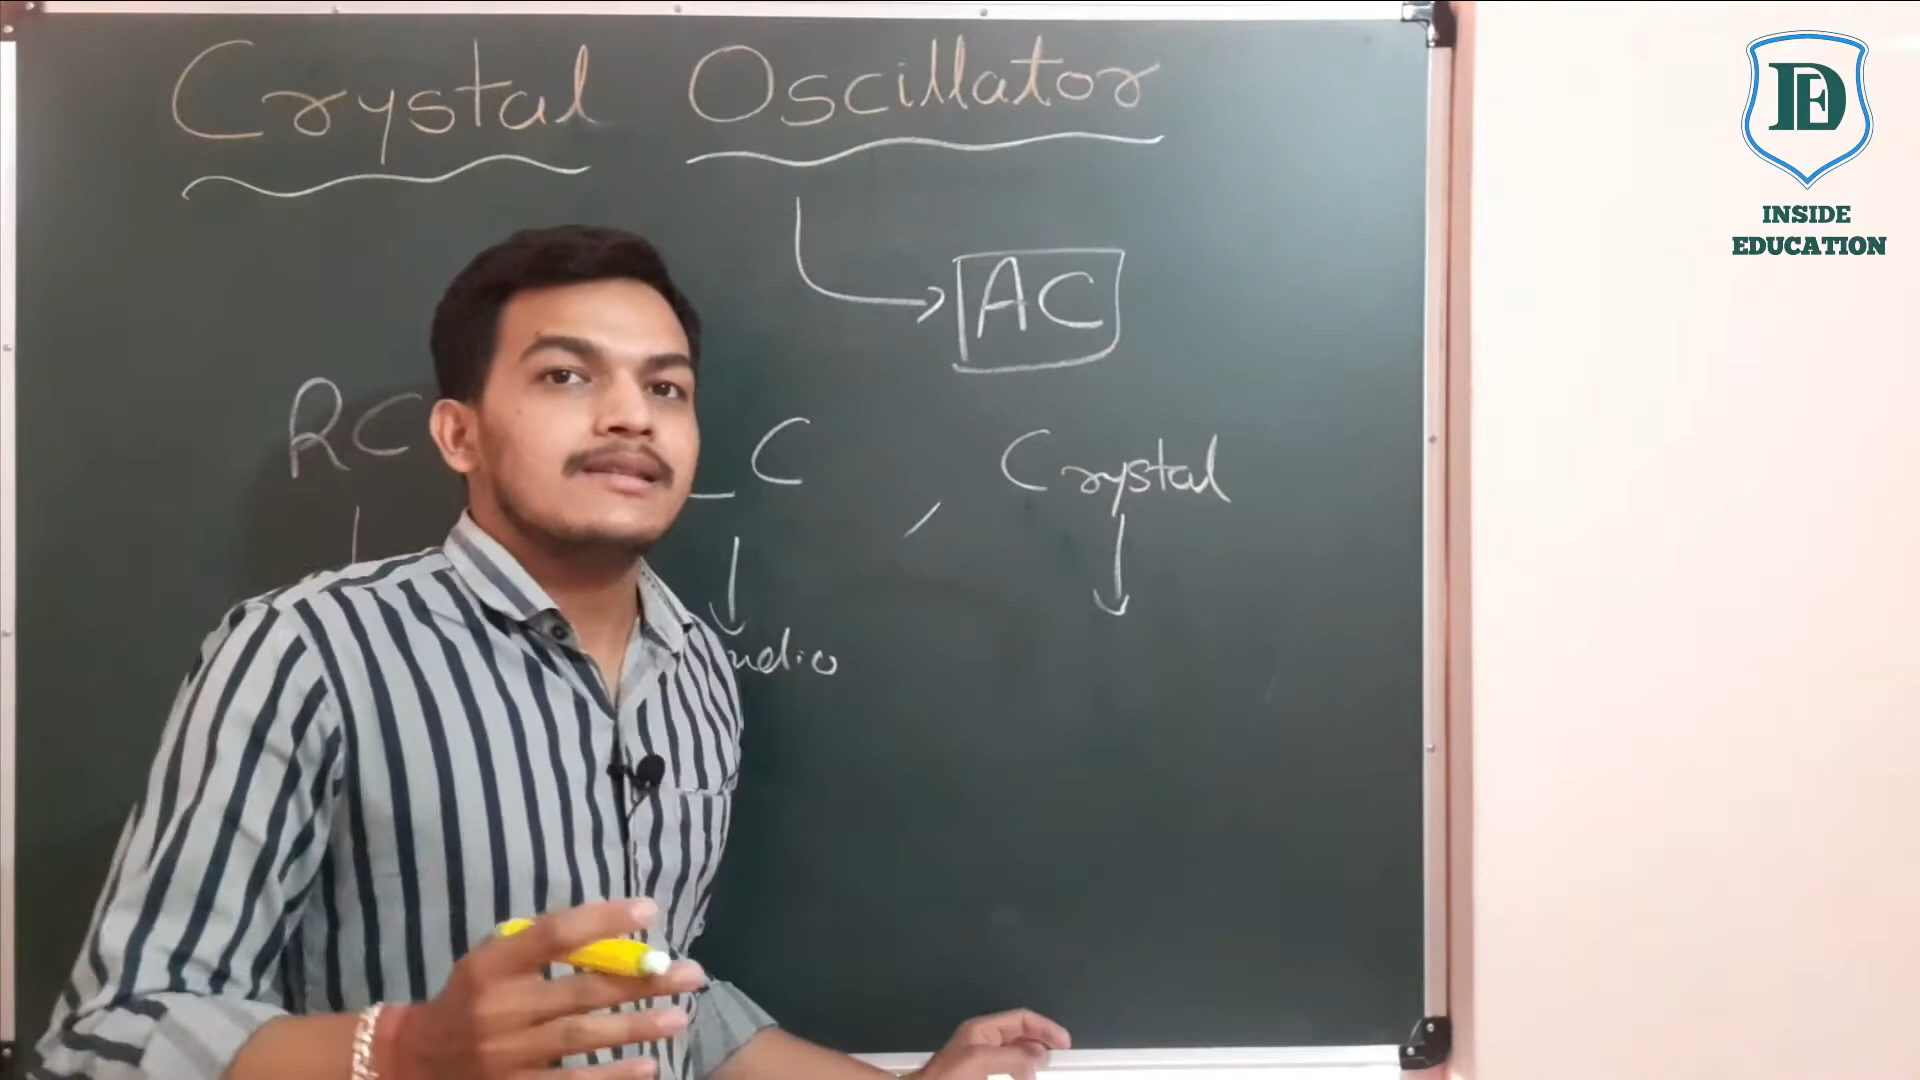 Crystal Oscillator
AC
RC C , Crystal
INSIDE
EDUCATION